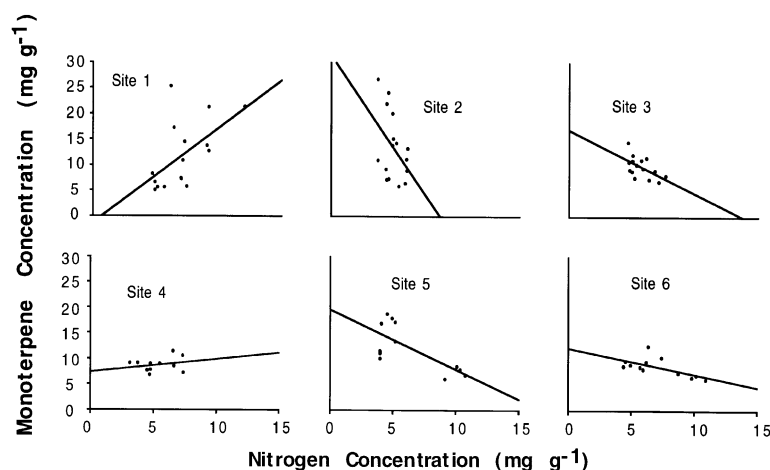 Monoterpene Concentration (mg g-1)
30
25
20
15
10
5
0
Site 1
Site 2
Site 3
30
25
20
15
10
5
0
Site 4
Site 5
Site 6
0 5 10 15
0 5 10 15
0 5 10 15
Nitrogen Concentration (mg g-1)